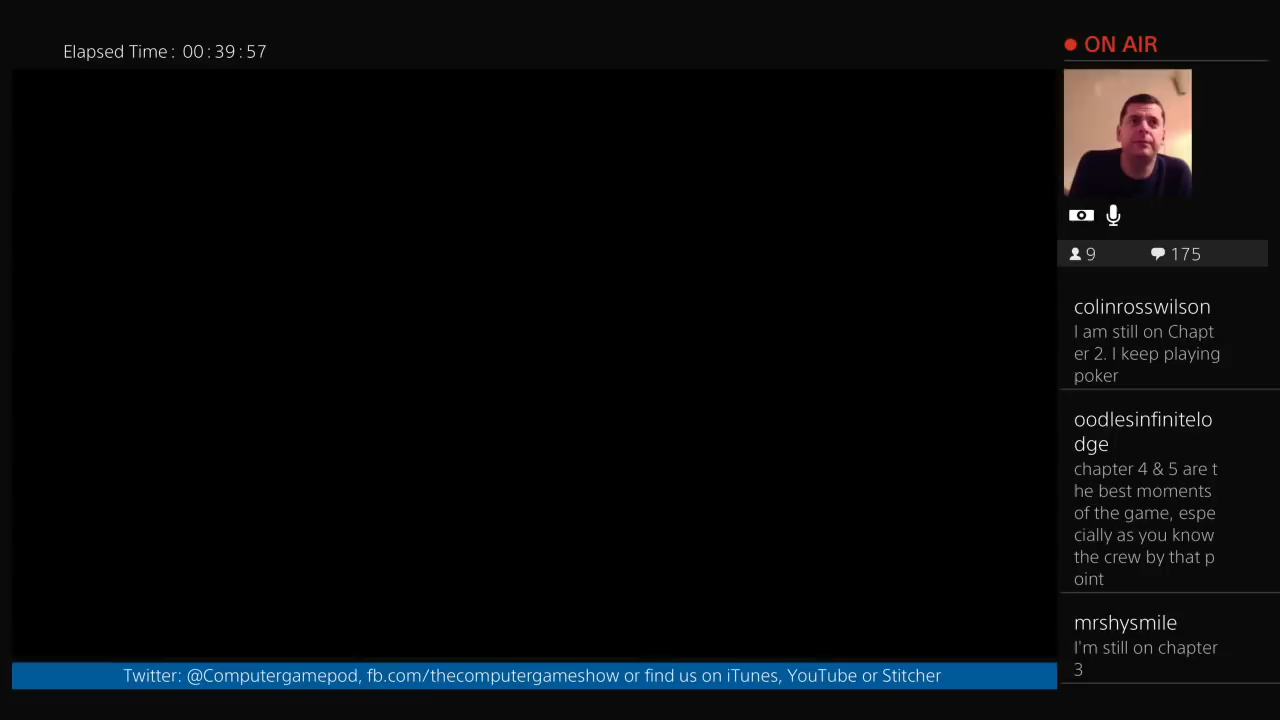 Elapsed Time: 00:39:57
ON AIR
9
175
colinrosswilson
I am still on Chapt
er 2. I keep playing
poker
oodlesinfinitelo
dge
chapter 4 & 5 are t
he best moments
of the game, espe
cially as you know
the crew by that p
oint
mrshysmile
I'm still on chapter
3
Twitter: @Computergamepod, fb.com/thecomputergameshow or find us on iTunes, YouTube or Stitcher